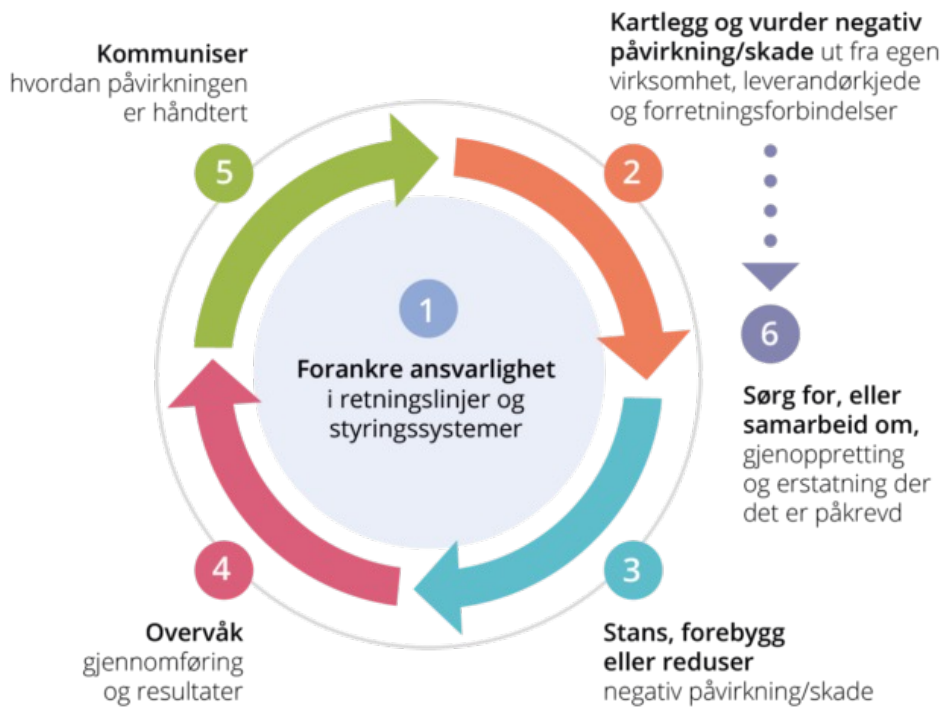 1
Forankre ansvarlighet
i retningslinjer og
styringssystemer
2
Kartlegg og vurder negativ
påvirkning/skade ut fra egen
virksomhet, leverandørkjede
og forretningsforbindelser
3
Stans, forebygg
eller reduser
negativ påvirkning/skade
4
Overvåk
gjennomføring
og resultater
5
Kommuniser
hvordan påvirkningen
er håndtert
6
Sørg for, eller
samarbeid om,
gjenoppretting
og erstatning der
det er påkrevd